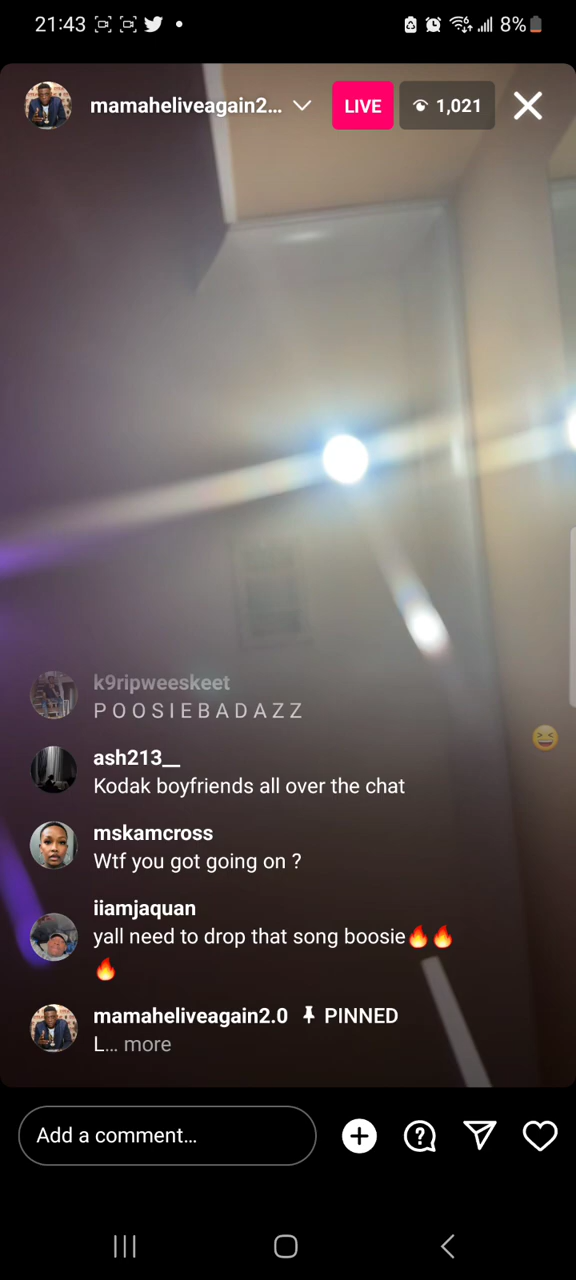 21:43
8%
mamaheliveagain2...
LIVE
1,021
k9ripweeskeet
P O O S I E B A D A Z Z
ash213__
Kodak boyfriends all over the chat
mskamcross
Wtf you got going on ?
iiamjaquan
yall need to drop that song boosie🔥🔥
🔥
mamaheliveagain2.0 PINNED
L... more
Add a comment...